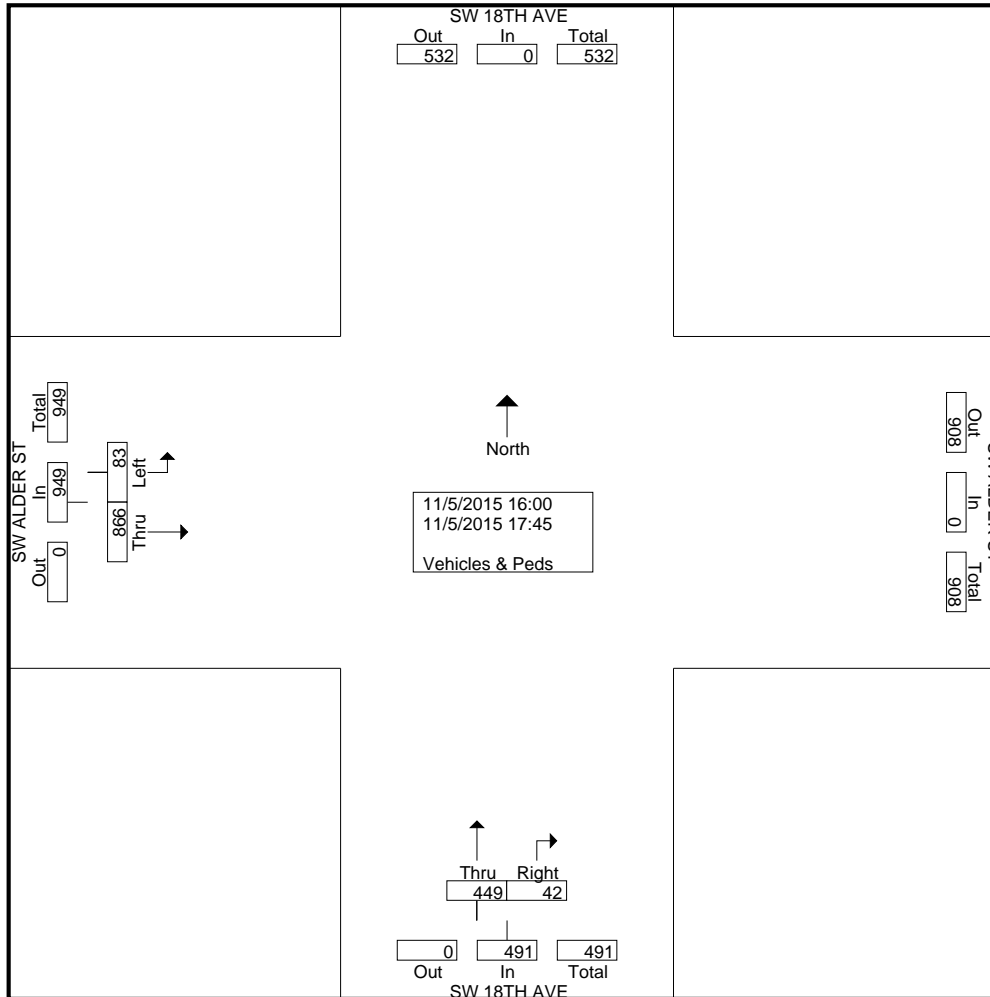 SW 18TH AVE
Out In Total
532 0 532
SW ALDER ST
Total In Out
949 949 0
83 866
Left Thru
North
11/5/2015 16:00
11/5/2015 17:45
Vehicles & Peds
Out In Total
908 0 908
Thru Right
449 42
0 491 491
Out In Total
SW 18TH AVE